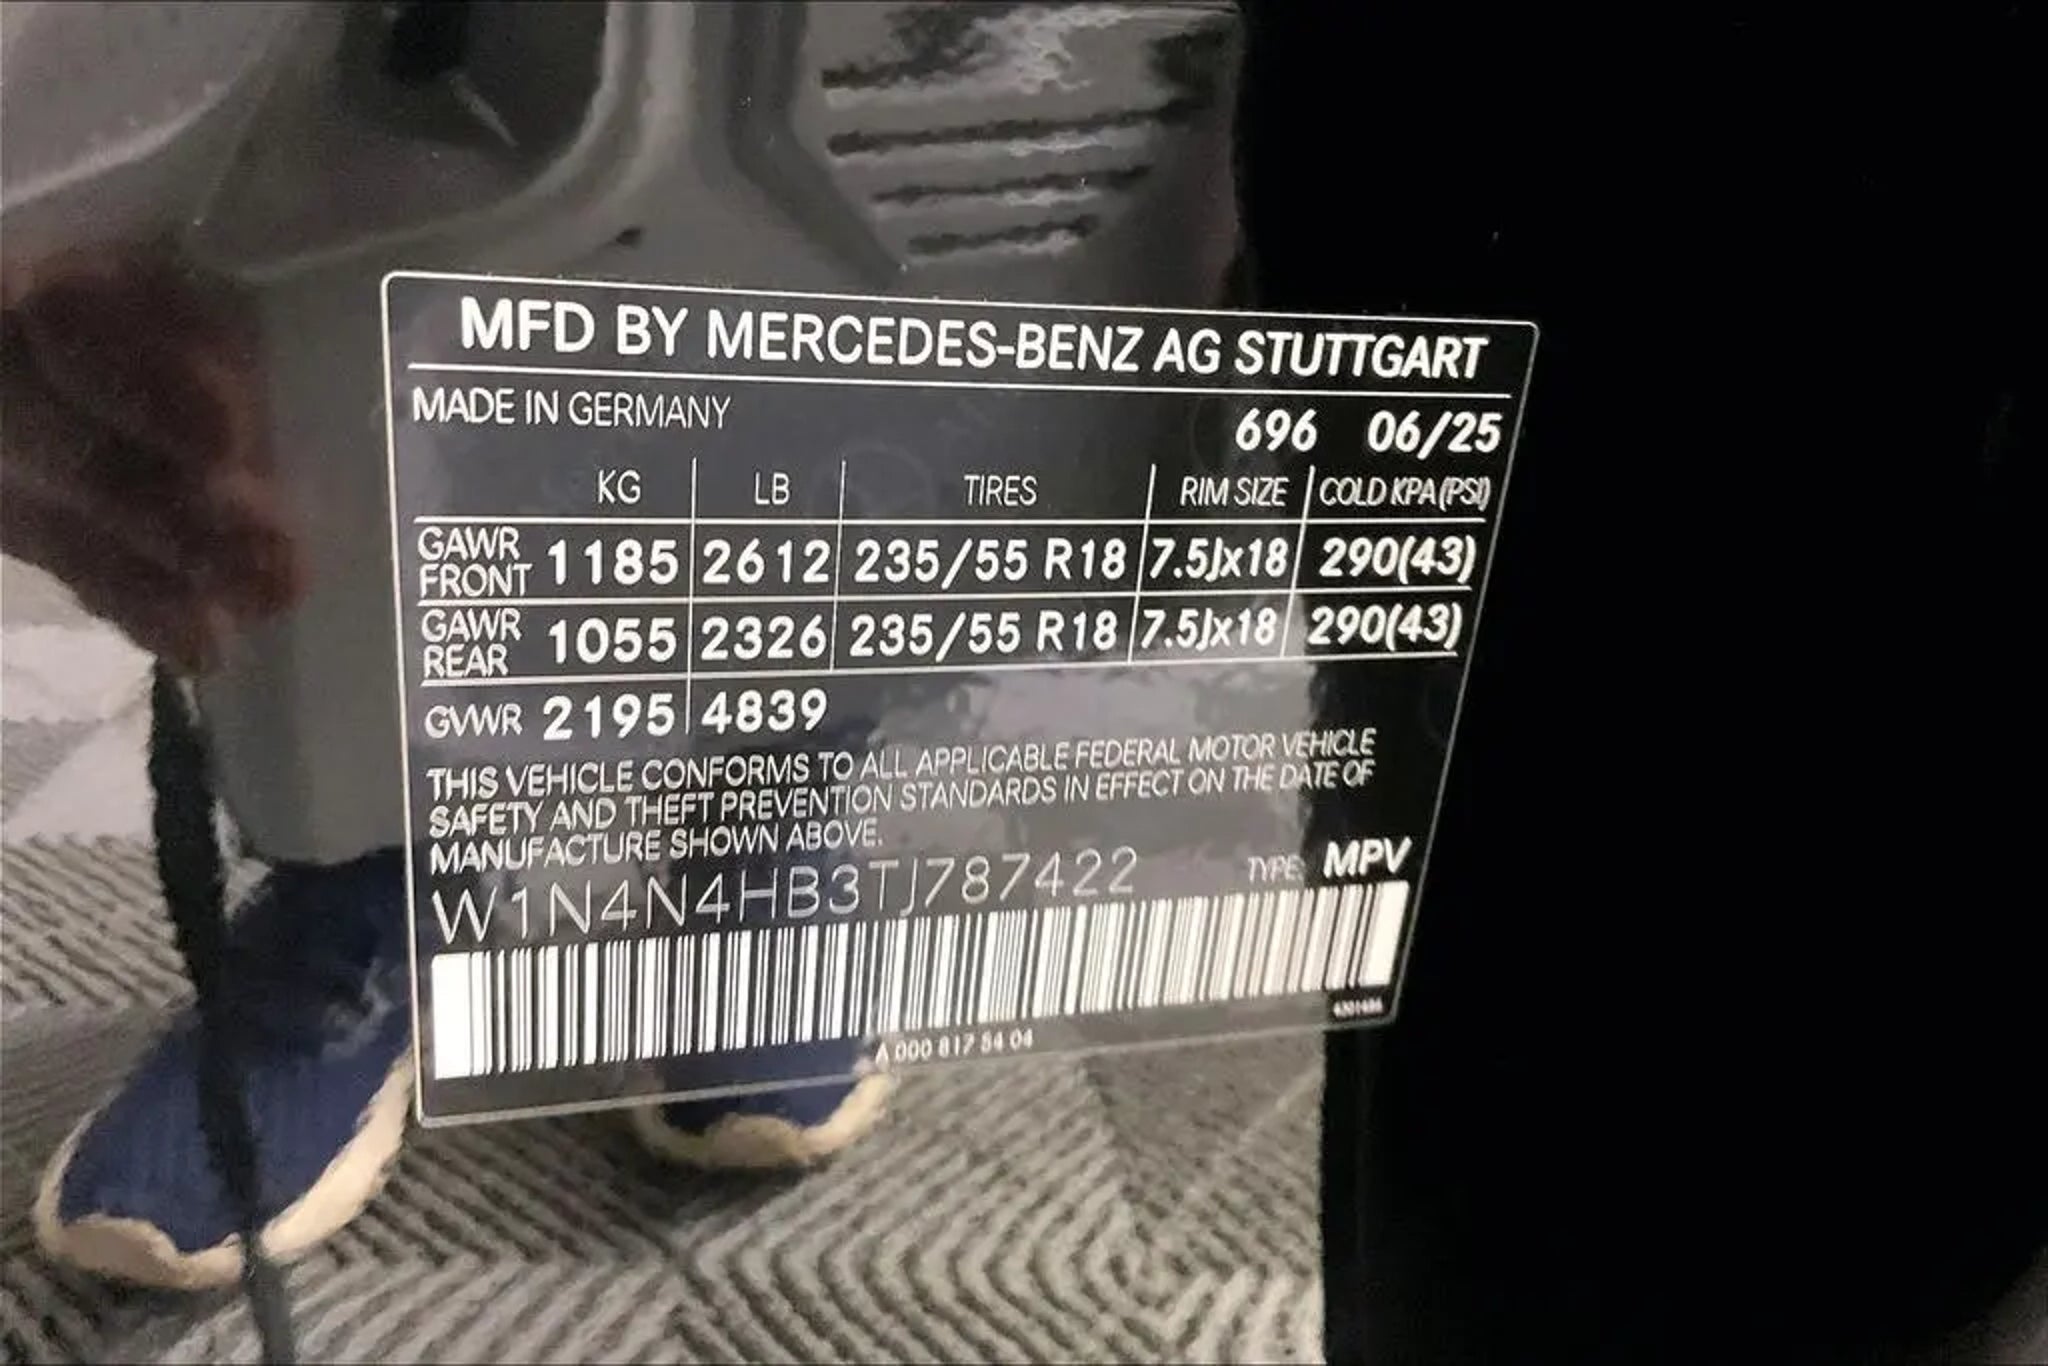 MFD BY MERCEDES-BENZ AG STUTTGART
MADE IN GERMANY
696 06/25
KG LB TIRES RIM SIZE COLD KPA(PSI)
GAWR FRONT 1185 2612 235/55 R18 7.5Jx18 290(43)
GAWR REAR 1055 2326 235/55 R18 7.5Jx18 290(43)
GVWR 2195 4839
THIS VEHICLE CONFORMS TO ALL APPLICABLE FEDERAL MOTOR VEHICLE
SAFETY AND THEFT PREVENTION STANDARDS IN EFFECT ON THE DATE OF
MANUFACTURE SHOWN ABOVE.
W1N4N4HB3TJ787422 TYPE: MPV
A 000 817 54 04